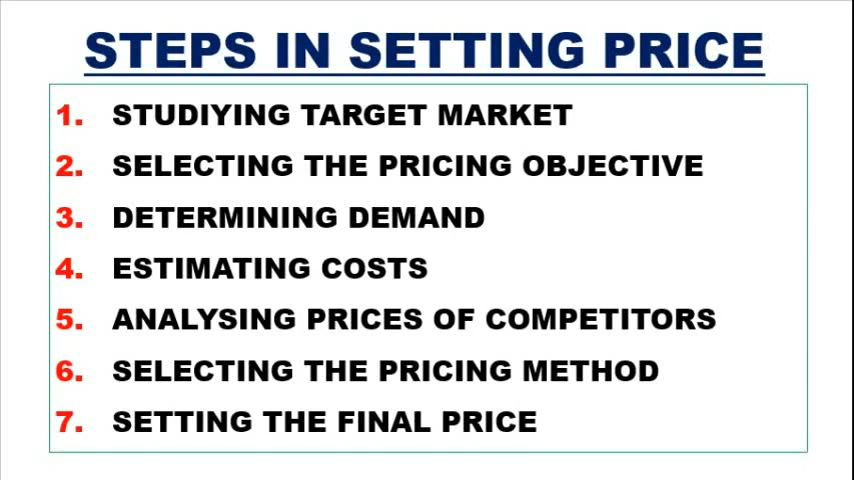 STEPS IN SETTING PRICE
1. STUDIYING TARGET MARKET
2. SELECTING THE PRICING OBJECTIVE
3. DETERMINING DEMAND
4. ESTIMATING COSTS
5. ANALYSING PRICES OF COMPETITORS
6. SELECTING THE PRICING METHOD
7. SETTING THE FINAL PRICE